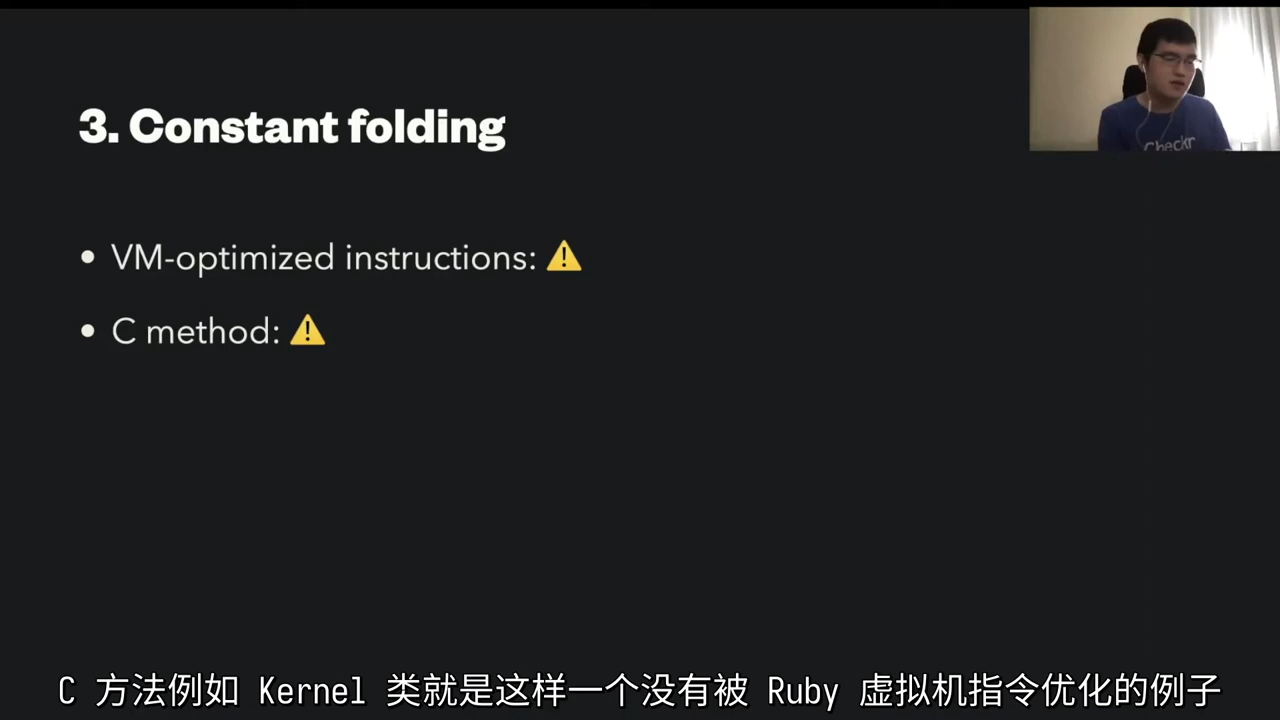 3. Constant folding
• VM-optimized instructions: ⚠️
• C method: ⚠️
Checkr
C 方法例如 Kernel 类就是这样一个没有被 Ruby 虚拟机指令优化的例子